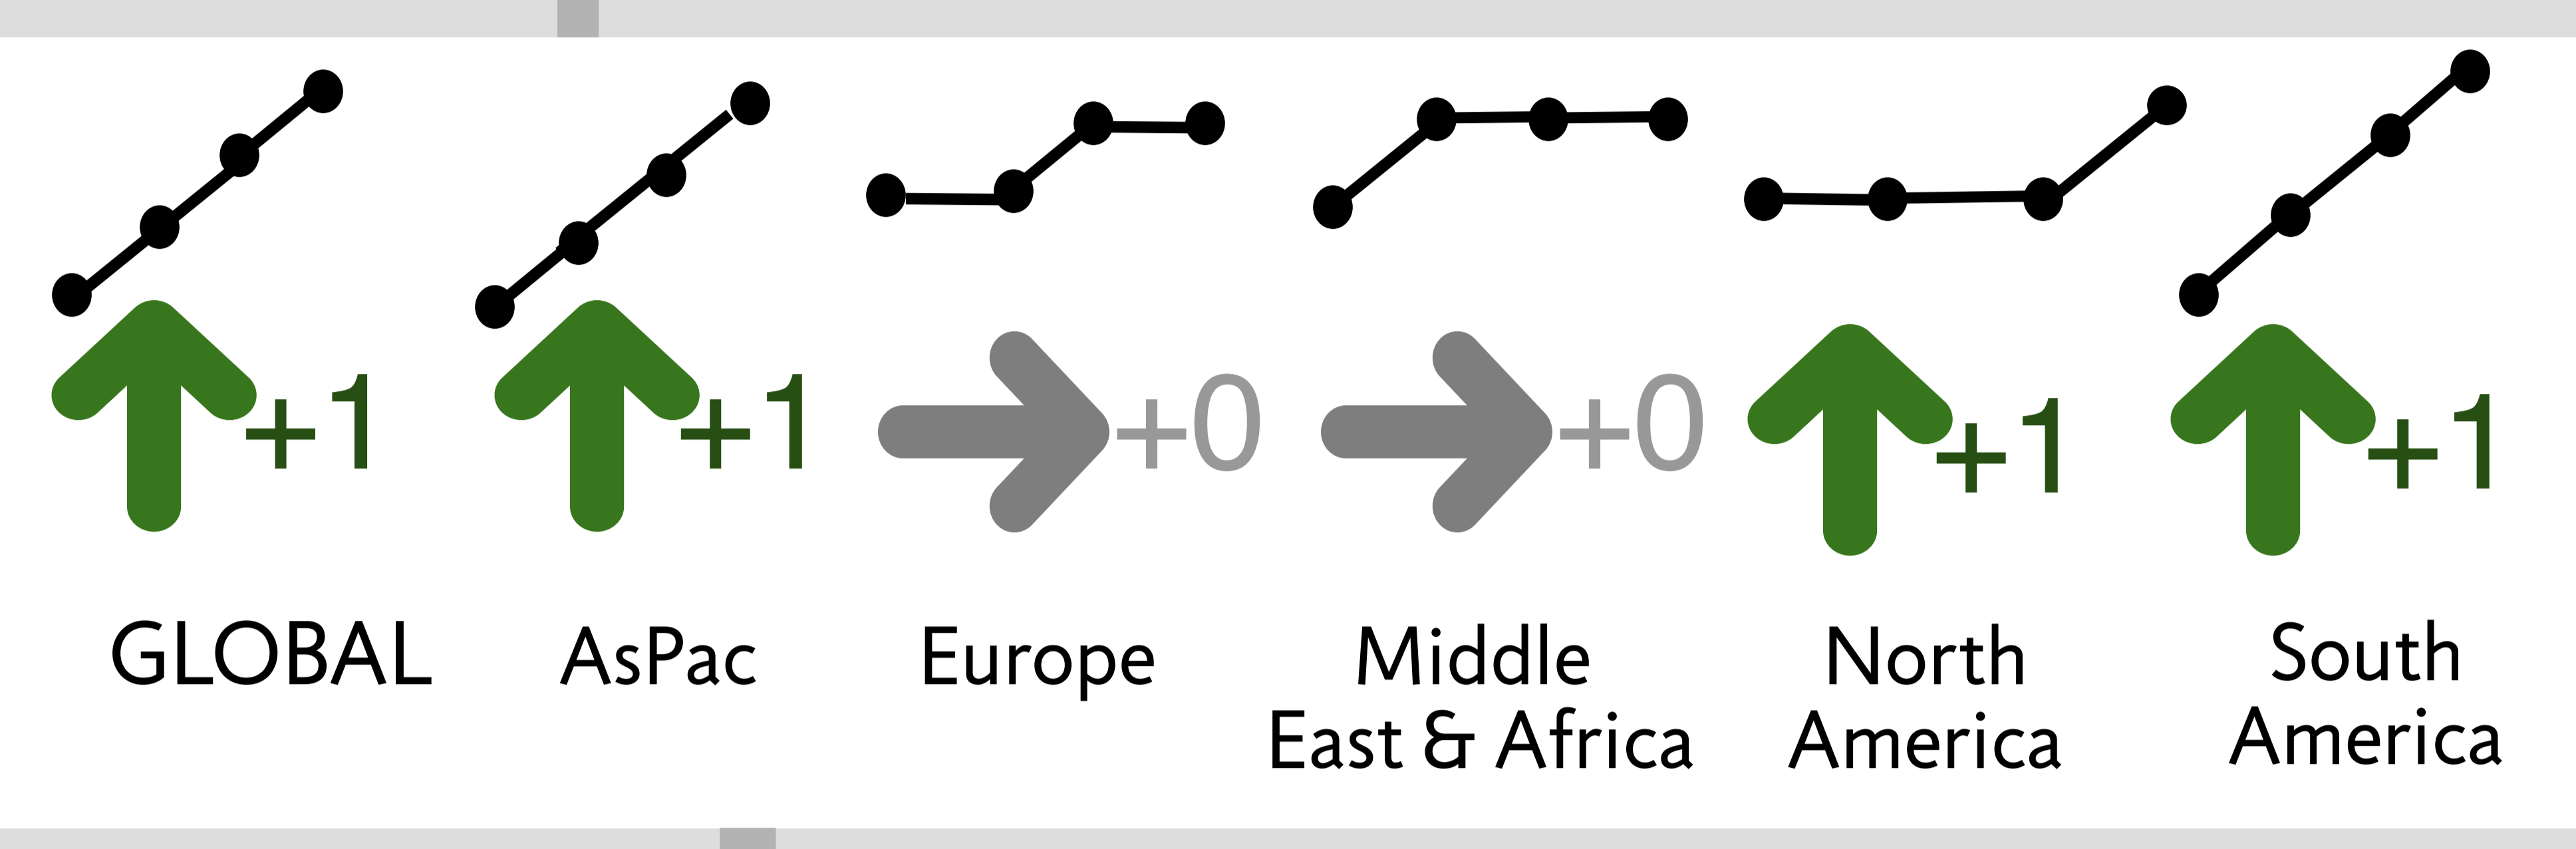 +1
+1
+0
+0
+1
+1
GLOBAL
AsPac
Europe
Middle
East & Africa
North
America
South
America